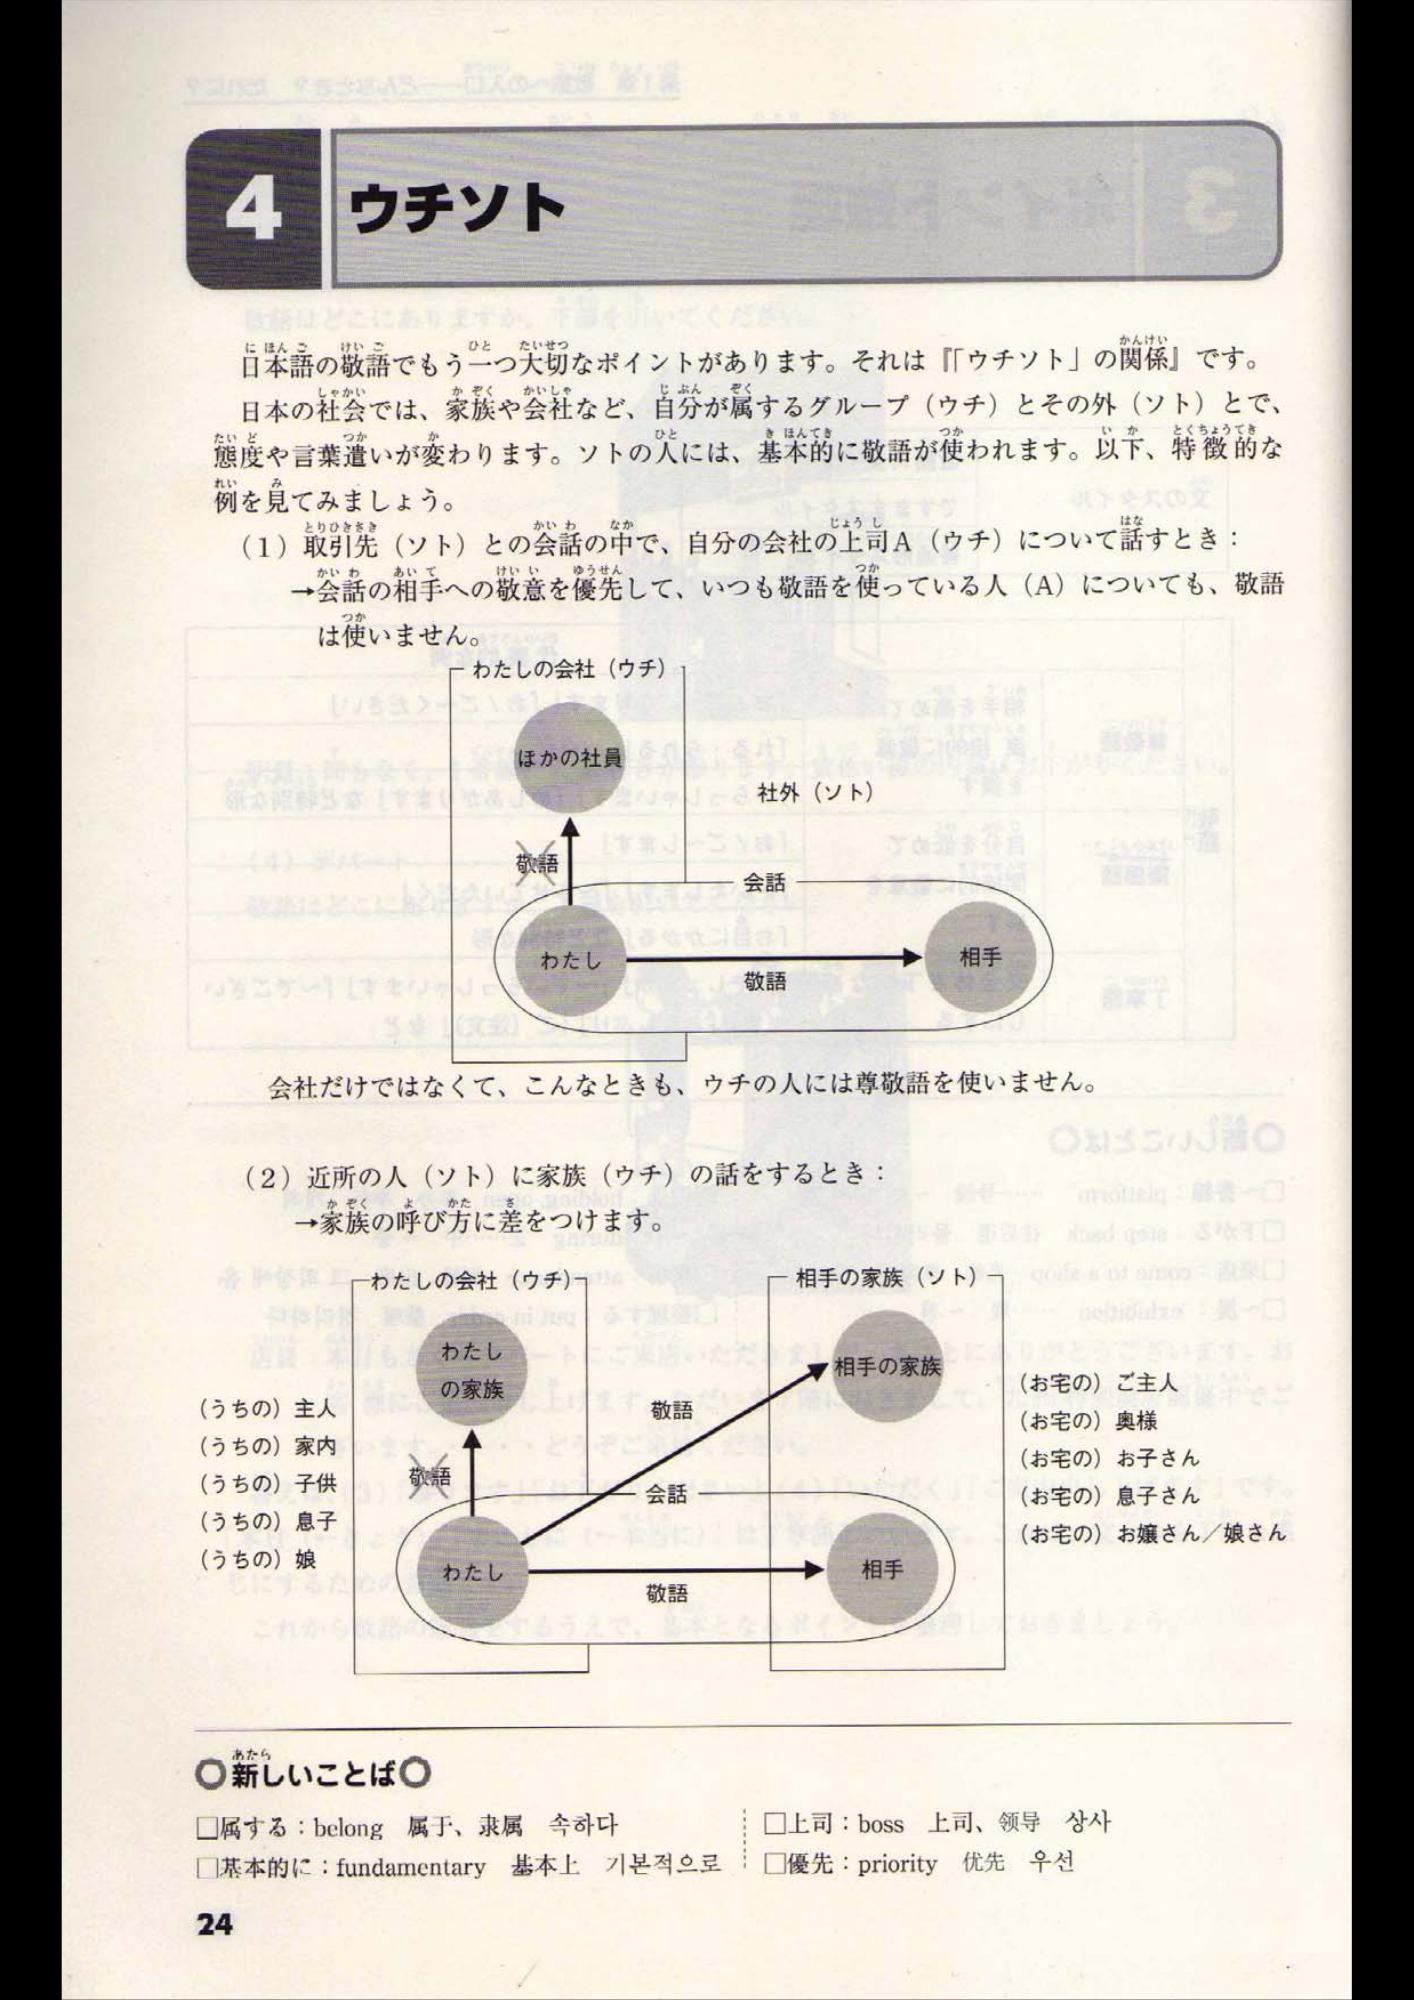 4 ウチソト
日本語の敬語でもう一つ大切なポイントがあります。それは『「ウチソト」の関係』です。
日本の社会では、家族や会社など、自分が属するグループ（ウチ）とその外（ソト）とで、
態度や言葉遣いが変わります。ソトの人には、基本的に敬語が使われます。以下、特徴的な
例を見てみましょう。
（1）取引先（ソト）との会話の中で、自分の会社の上司A（ウチ）について話すとき：
→会話の相手への敬意を優先して、いつも敬語を使っている人（A）についても、敬語
は使いません。
わたしの会社（ウチ）
ほかの社員
社外（ソト）
敬語
会話
わたし
相手
敬語
会社だけではなくて、こんなときも、ウチの人には尊敬語を使いません。
（2）近所の人（ソト）に家族（ウチ）の話をするとき：
→家族の呼び方に差をつけます。
わたしの会社（ウチ）
相手の家族（ソト）
わたし
の家族
相手の家族
（うちの）主人
（うちの）家内
（うちの）子供
（うちの）息子
（うちの）娘
敬語
敬語
会話
わたし
相手
敬語
（お宅の）ご主人
（お宅の）奥様
（お宅の）お子さん
（お宅の）息子さん
（お宅の）お嬢さん／娘さん
○新しいことば○
□属する：belong 属于、隶属 속하다
□基本的に：fundamentary 基本上 기본적으로
□上司：boss 上司、领导 상사
□優先：priority 优先 우선
24